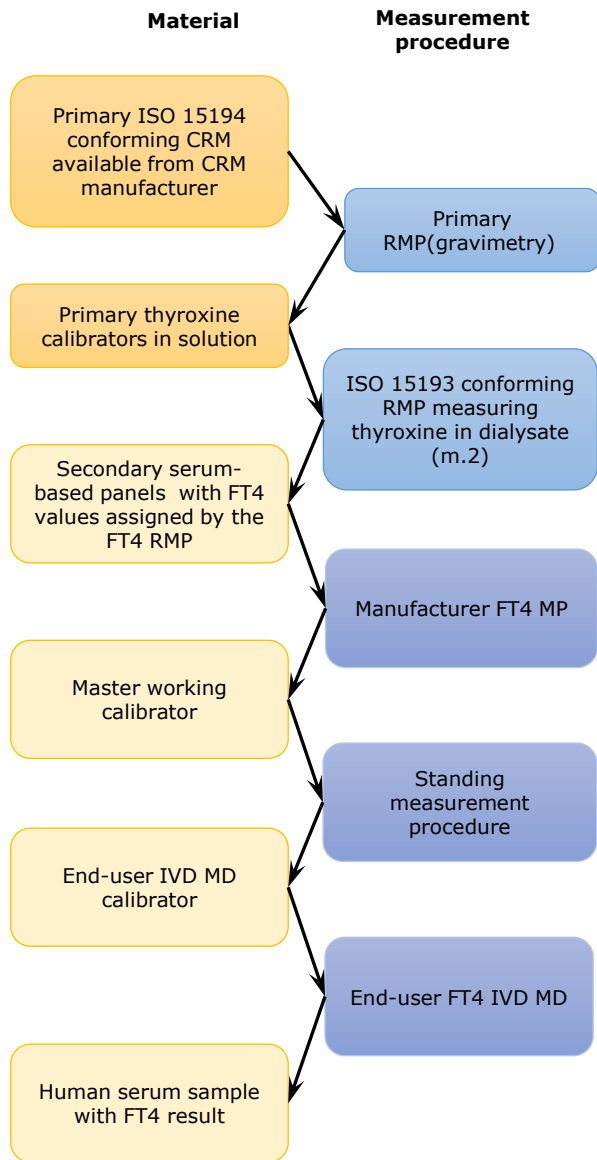 Material
Measurement
procedure
Primary ISO 15194
conforming CRM
available from CRM
manufacturer
Primary
RMP(gravimetry)
Primary thyroxine
calibrators in solution
ISO 15193 conforming
RMP measuring
thyroxine in dialysate
(m.2)
Secondary serum-
based panels with FT4
values assigned by the
FT4 RMP
Manufacturer FT4 MP
Master working
calibrator
Standing
measurement
procedure
End-user IVD MD
calibrator
End-user FT4 IVD MD
Human serum sample
with FT4 result